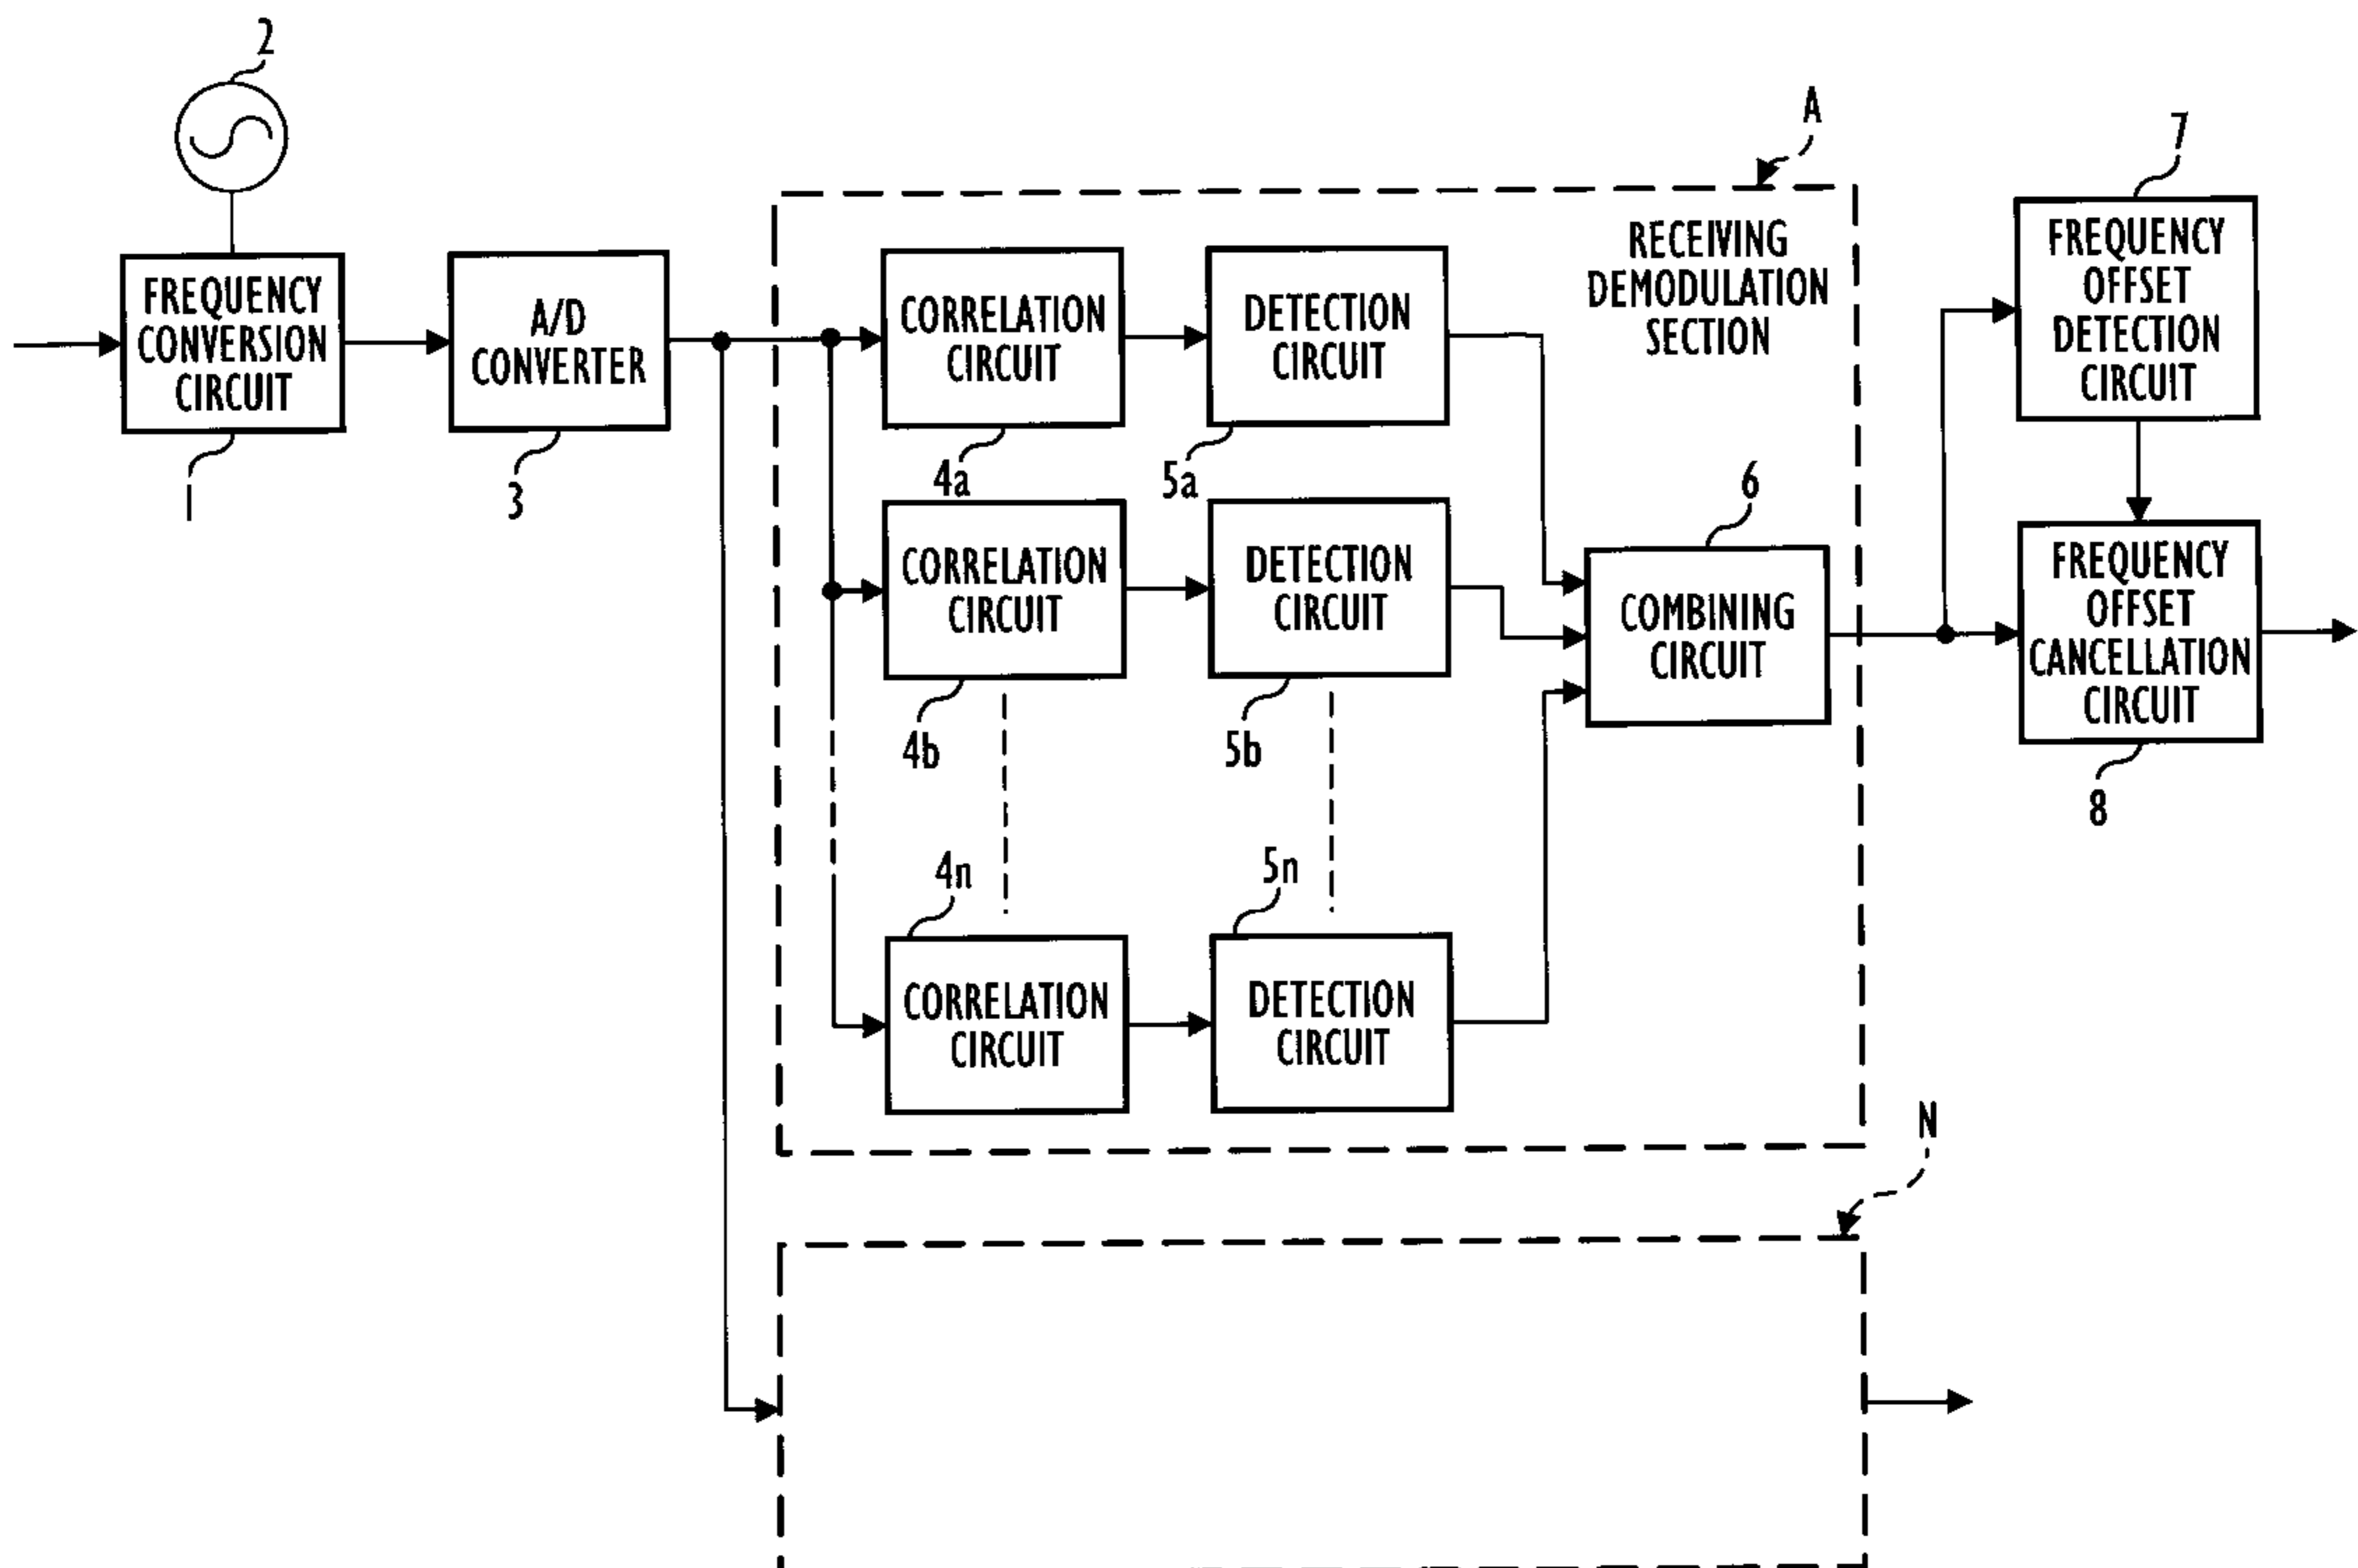 2
A
7
FREQUENCY
CONVERSION
CIRCUIT
1
A/D
CONVERTER
3
RECEIVING
DEMODULATION
SECTION
CORRELATION
CIRCUIT
4a
DETECTION
CIRCUIT
5a
FREQUENCY
OFFSET
DETECTION
CIRCUIT
CORRELATION
CIRCUIT
4b
DETECTION
CIRCUIT
5b
6
COMBINING
CIRCUIT
FREQUENCY
OFFSET
CANCELLATION
CIRCUIT
8
4n
CORRELATION
CIRCUIT
5n
DETECTION
CIRCUIT
N